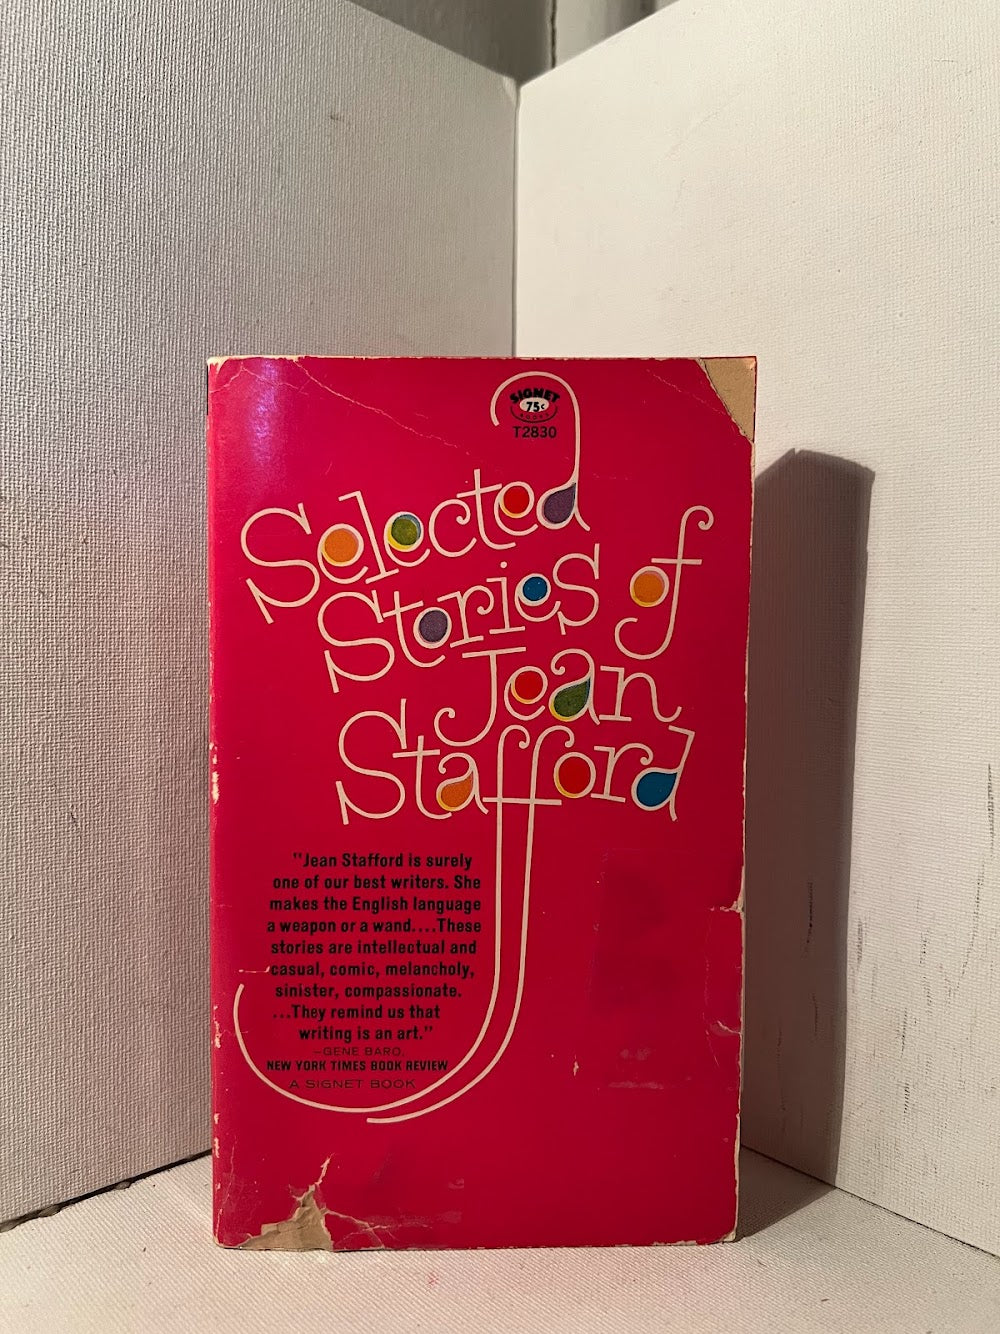 SIGNET
75¢
BOOKS
T2830
Selected
Stories of
Jean
Stafford
"Jean Stafford is surely
one of our best writers. She
makes the English language
a weapon or a wand....These
stories are intellectual and
casual, comic, melancholy,
sinister, compassionate.
...They remind us that
writing is an art."
—GENE BARO,
NEW YORK TIMES BOOK REVIEW
A SIGNET BOOK